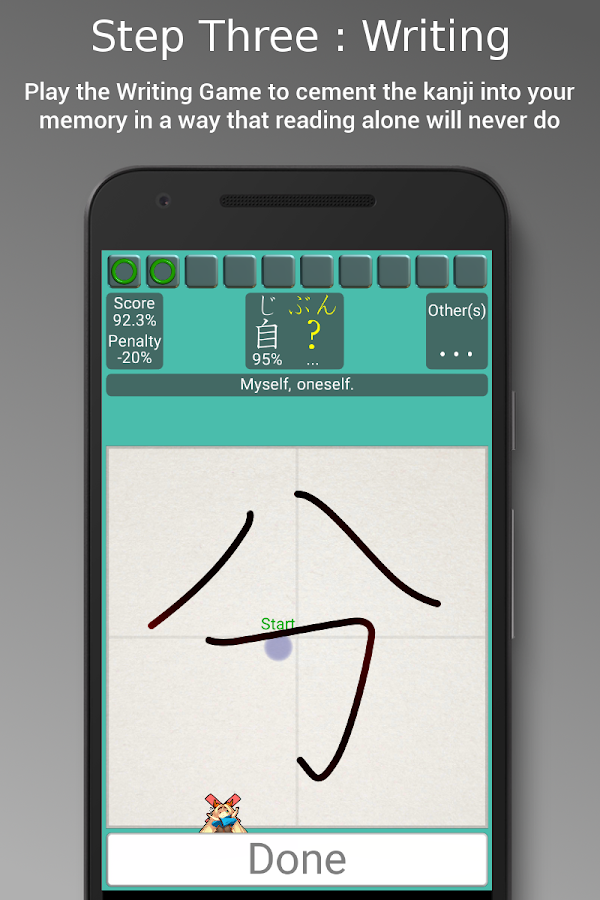 Step Three : Writing
Play the Writing Game to cement the kanji into your
memory in a way that reading alone will never do
Score
92.3%
Penalty
-20%
じ ぶん
自 ?
95% ...
Other(s)
...
Myself, oneself.
Start
Done